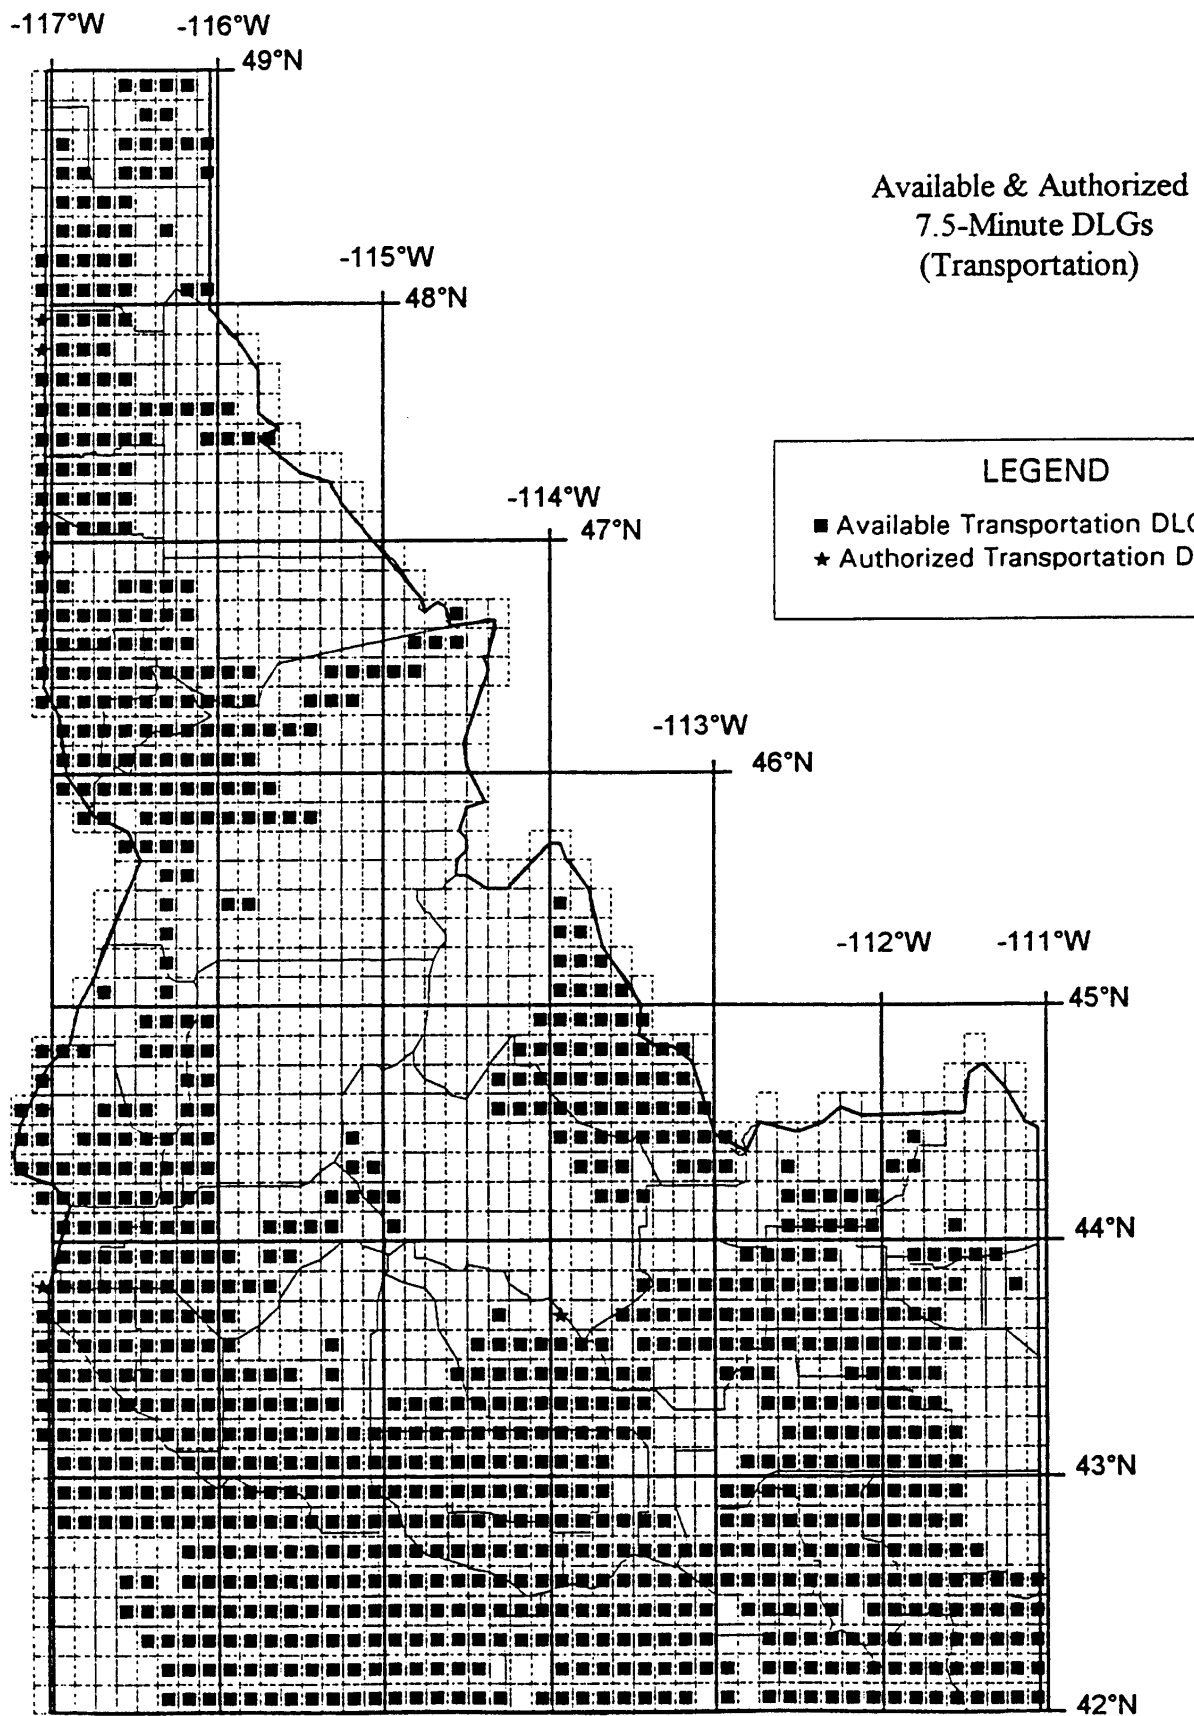 -117°W
-116°W
49°N
Available & Authorized
7.5-Minute DLGs
(Transportation)
-115°W
48°N
LEGEND
■ Available Transportation
★ Authorized Transportation
-114°W
47°N
-113°W
46°N
-112°W
-111°W
45°N
44°N
43°N
42°N